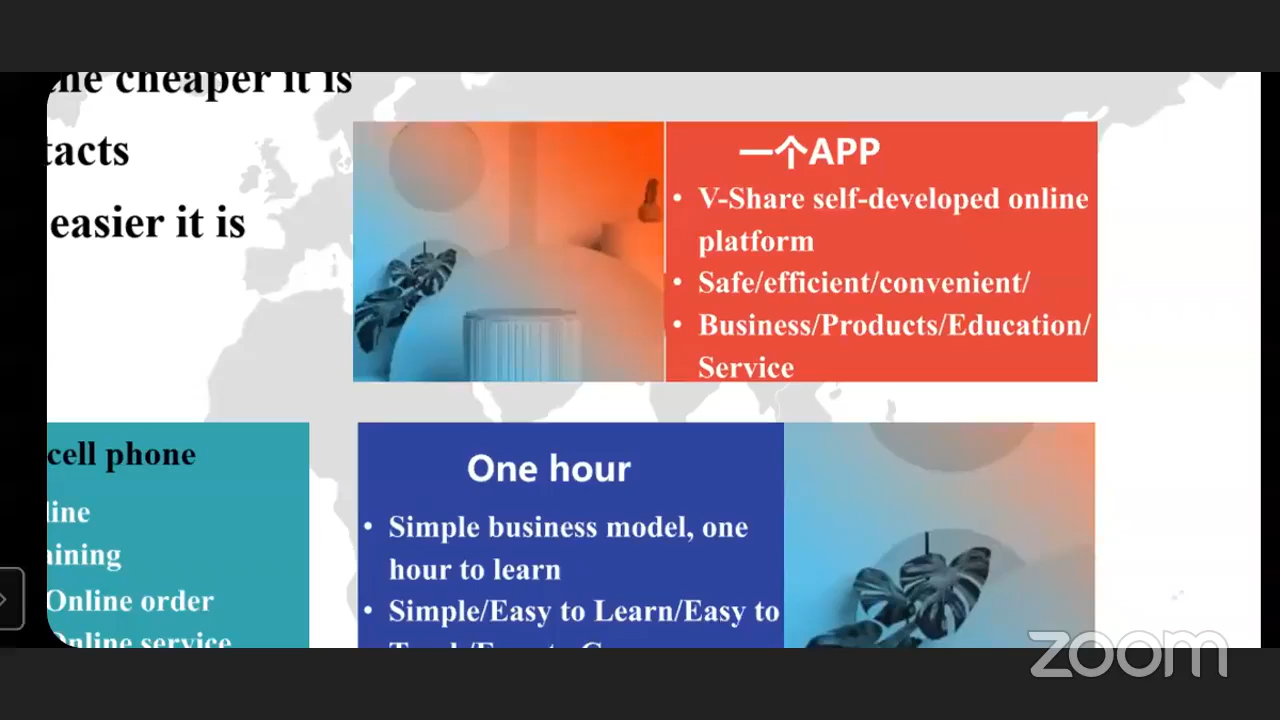 the cheaper it is
tacts
easier it is
一个APP
• V-Share self-developed online
platform
• Safe/efficient/convenient/
• Business/Products/Education/
Service
cell phone
line
aining
Online order
Online service
One hour
• Simple business model, one
hour to learn
• Simple/Easy to Learn/Easy to
zoom